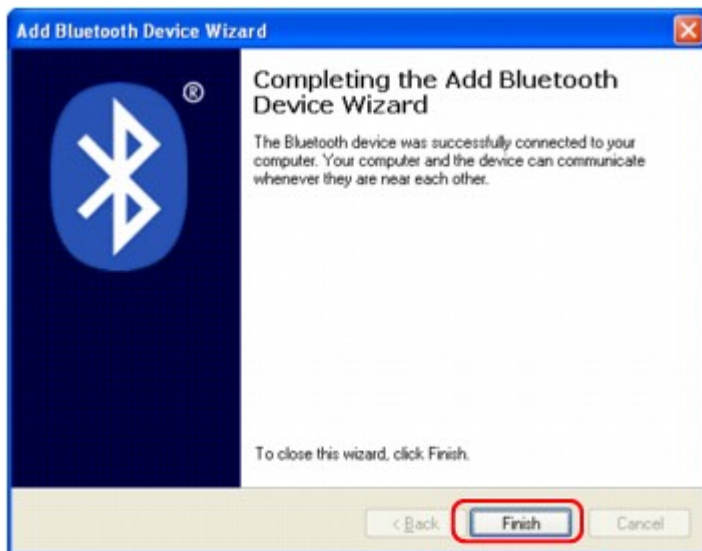 Add Bluetooth Device Wizard
®
Completing the Add Bluetooth
Device Wizard
The Bluetooth device was successfully connected to your
computer. Your computer and the device can communicate
whenever they are near each other.
To close this wizard, click Finish.
< Back Finish Cancel